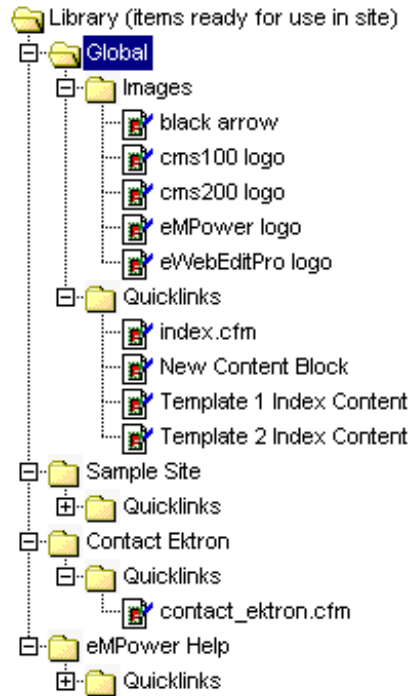 Library (items ready for use in site)
Global
Images
black arrow
cms100 logo
cms200 logo
eMPower logo
eWebEditPro logo
Quicklinks
index.cfm
New Content Block
Template 1 Index Content
Template 2 Index Content
Sample Site
Quicklinks
Contact Ektron
Quicklinks
contact_ektron.cfm
eMPower Help
Quicklinks